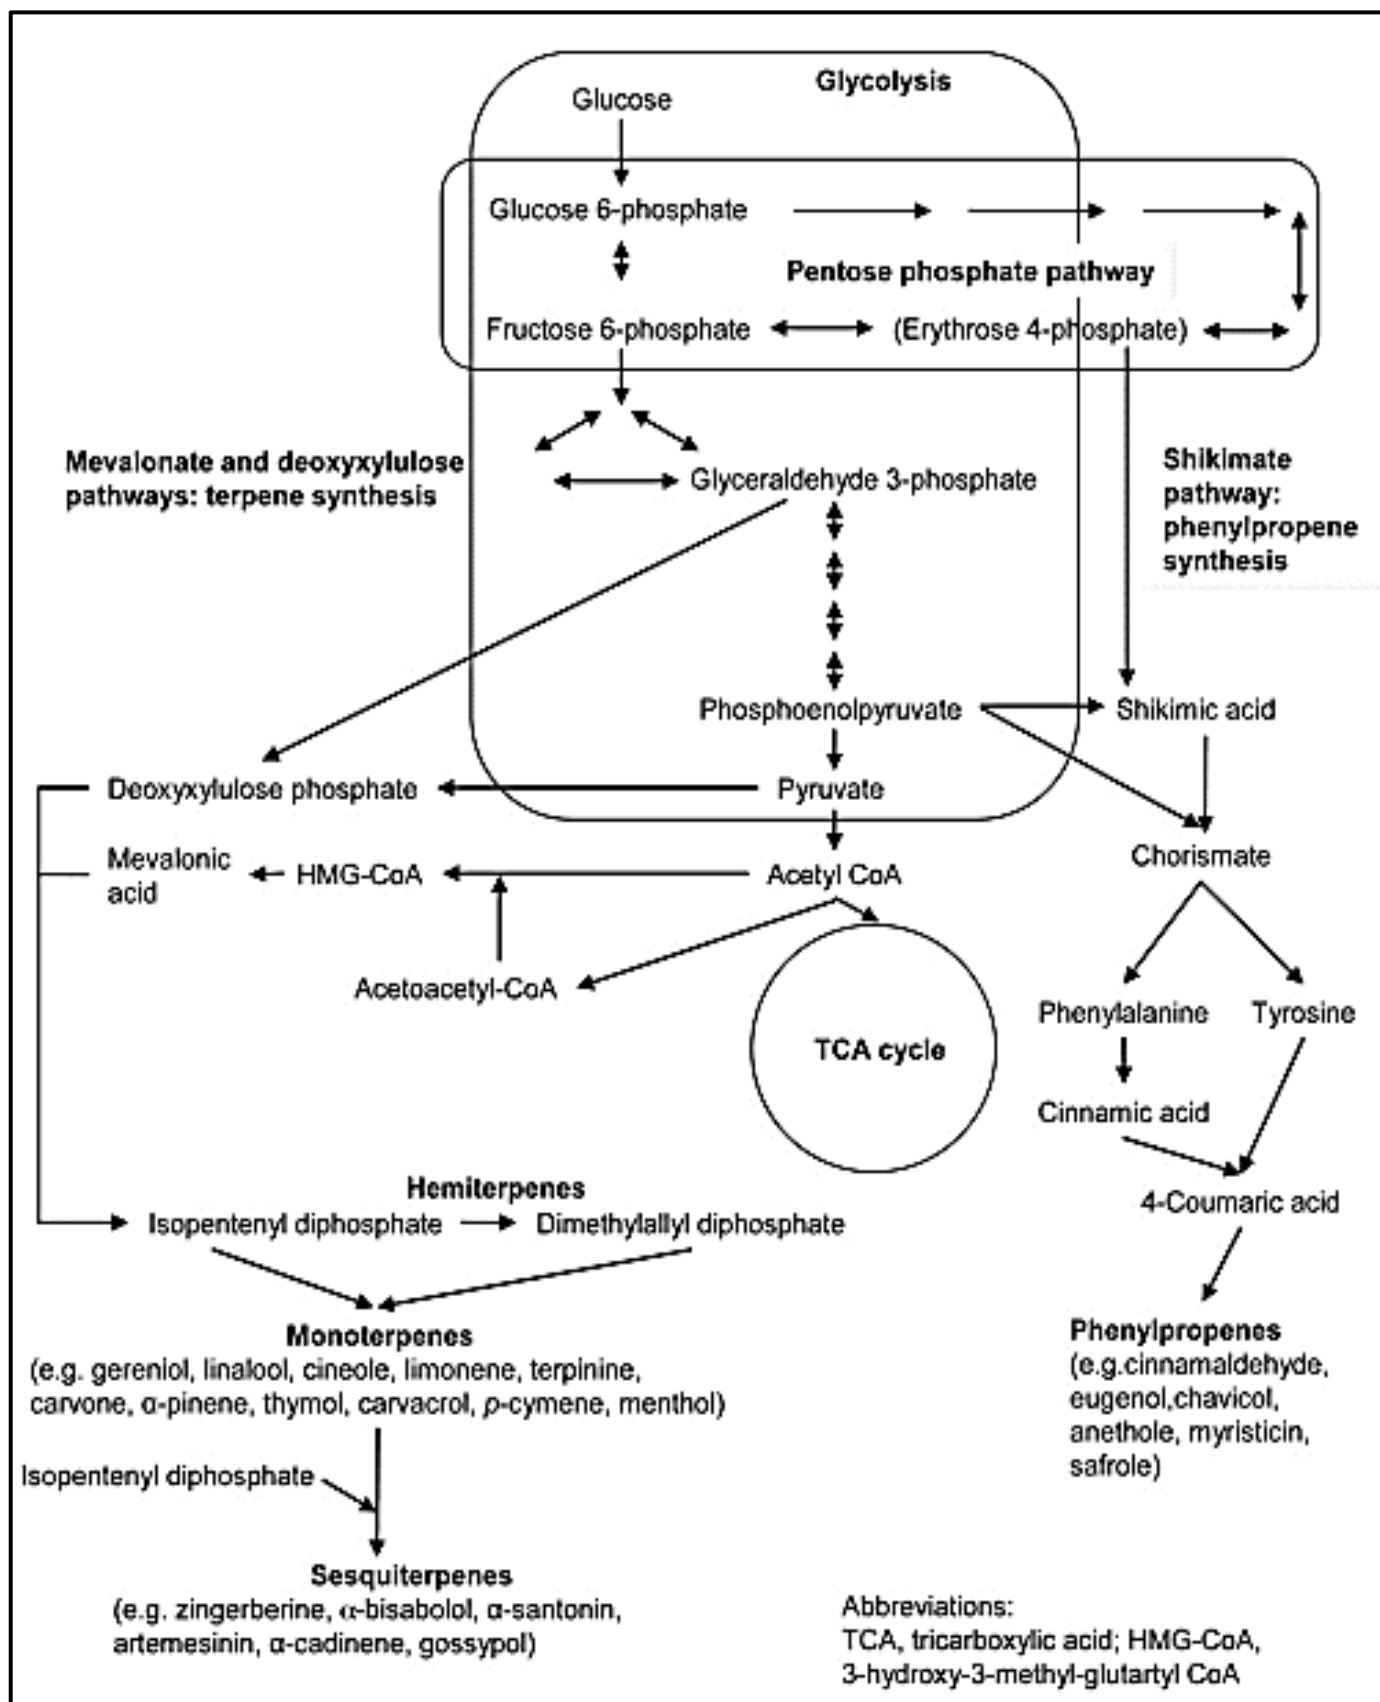 Glycolysis
Glucose
Glucose 6-phosphate
Pentose phosphate pathway
Fructose 6-phosphate
(Erythrose 4-phosphate)
Mevalonate and deoxyxylulose
pathways: terpene synthesis
Glyceraldehyde 3-phosphate
Shikimate
pathway:
phenylpropene
synthesis
Phosphoenolpyruvate
Shikimic acid
Deoxyxylulose phosphate
Pyruvate
Mevalonic
acid
HMG-CoA
Acetyl CoA
Chorismate
Acetoacetyl-CoA
TCA cycle
Phenylalanine
Tyrosine
Cinnamic acid
4-Coumaric acid
Hemiterpenes
Isopentenyl diphosphate
Dimethylallyl diphosphate
Monoterpenes
(e.g. gereniol, linalool, cineole, limonene, terpinine,
carvone, α-pinene, thymol, carvacrol, p-cymene, menthol)
Phenylpropenes
(e.g.cinnamaldehyde,
eugenol,chavicol,
anethole, myristicin,
safrole)
Isopentenyl diphosphate
Sesquiterpenes
(e.g. zingerberine, α-bisabolol, α-santonin,
artemesinin, α-cadinene, gossypol)
Abbreviations:
TCA, tricarboxylic acid; HMG-CoA,
3-hydroxy-3-methyl-glutartyl CoA